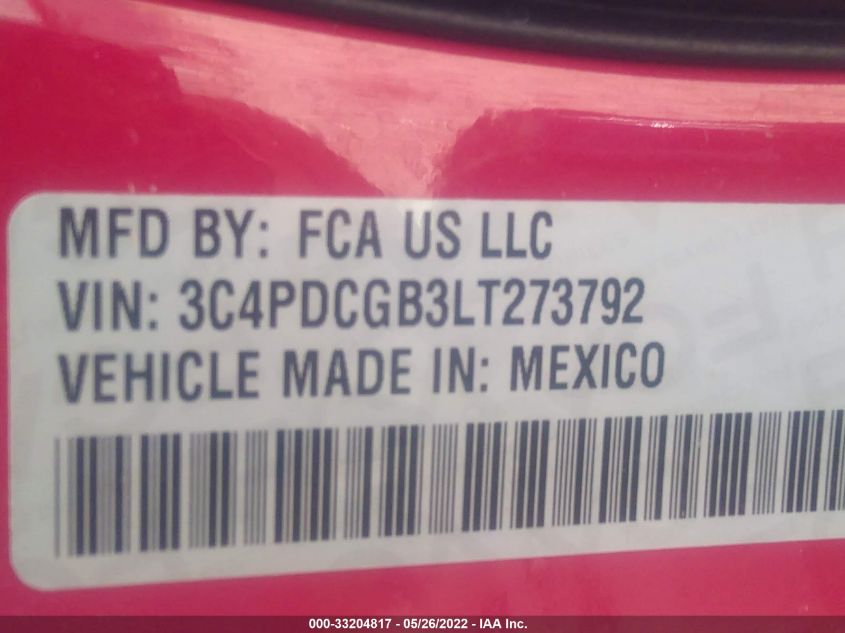 MFD BY: FCA US LLC
VIN: 3C4PDCGB3LT273792
VEHICLE MADE IN: MEXICO
000-33204817 - 05/26/2022 - IAA Inc.